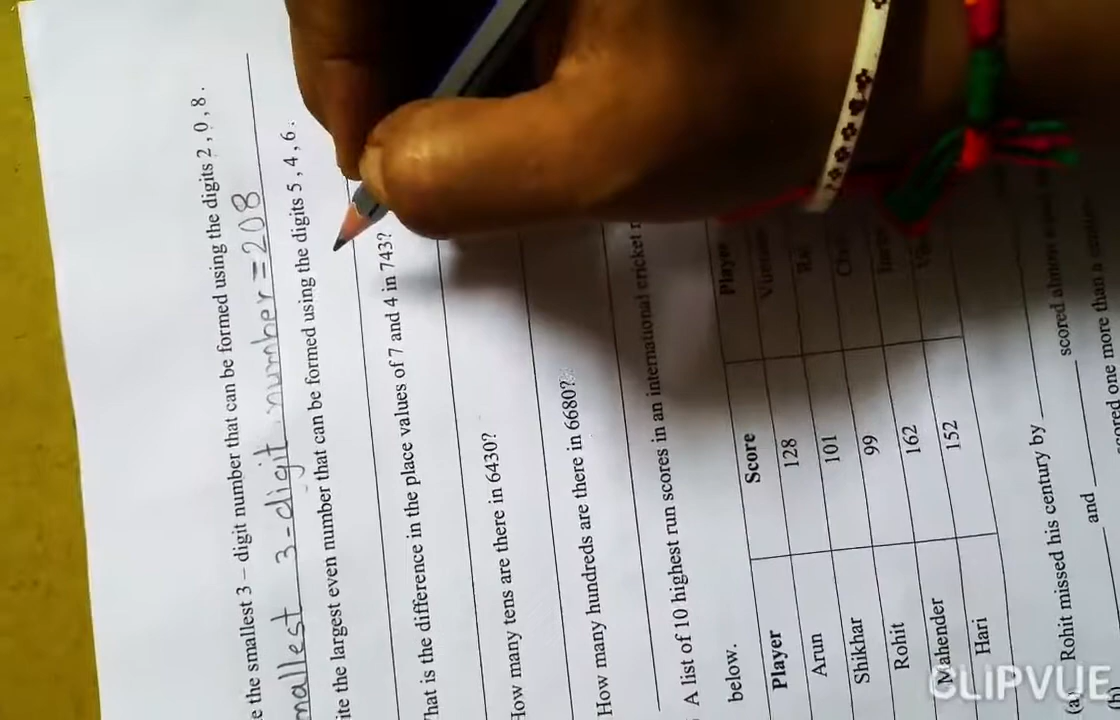 e the smallest 3 – digit number that can be formed using the digits 2 , 0 , 8 .
mallest 3-digit number = 208
ite the largest even number that can be formed using the digits 5 , 4 , 6 .
hat is the difference in the place values of 7 and 4 in 743?
How many tens are there in 6430?
How many hundreds are there in 6680?
A list of 10 highest run scores in an international cricket
below.
Player Score Player
Arun 128
Shikhar 101
Rohit 99
Mahender 162
Hari 152
(a) Rohit missed his century by
scored almost
and scored one more than a
CLIPVUE